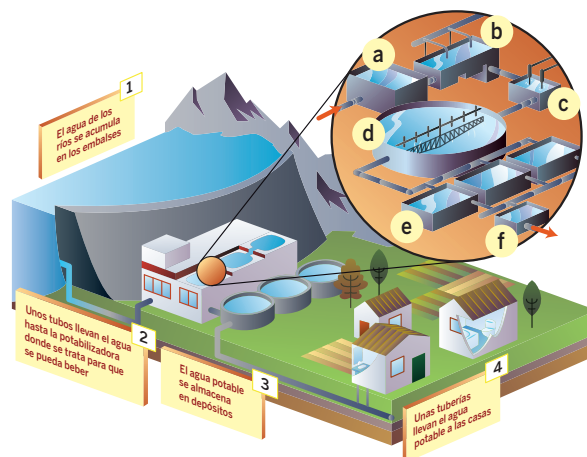 1
El agua de los
ríos se acumula
en los embalses
a
b
c
d
e
f
Unos tubos llevan el agua
hasta la potabilizadora
donde se trata para que
se pueda beber
2
El agua potable
se almacena
en depósitos
3
4
Unas tuberías
llevan el agua
potable a las casas